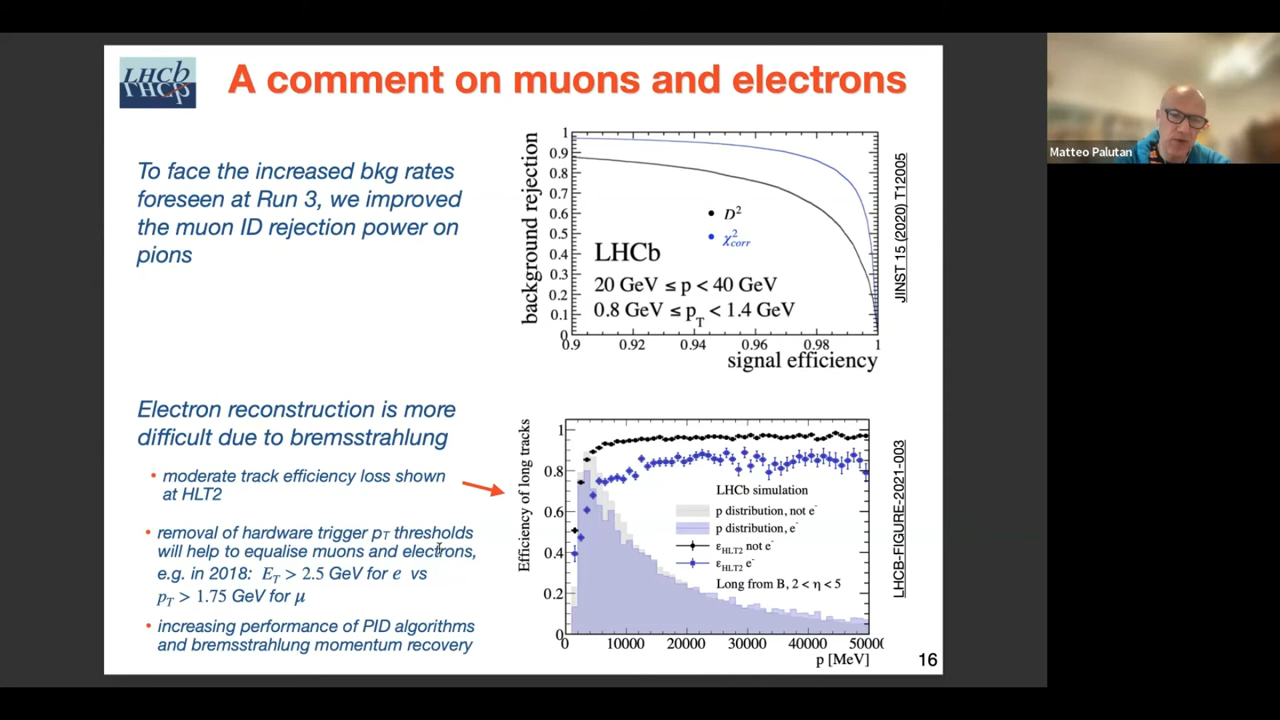 LHCb
LHCb
A comment on muons and electrons
To face the increased bkg rates
foreseen at Run 3, we improved
the muon ID rejection power on
pions
background rejection
1
0.9
0.8
0.7
0.6
0.5
0.4
0.3
0.2
0.1
0
D²
χ²corr
LHCb
20 GeV ≤ p < 40 GeV
0.8 GeV ≤ pT < 1.4 GeV
0.9 0.92 0.94 0.96 0.98 1
signal efficiency
JINST 15 (2020) T12005
Electron reconstruction is more
difficult due to bremsstrahlung
• moderate track efficiency loss shown
at HLT2
• removal of hardware trigger pT thresholds
will help to equalise muons and electrons,
e.g. in 2018: ET > 2.5 GeV for e vs
pT > 1.75 GeV for μ
• increasing performance of PID algorithms
and bremsstrahlung momentum recovery
Efficiency of long tracks
1
0.8
0.6
0.4
0.2
0
LHCb simulation
p distribution, not e⁻
p distribution, e⁻
εHLT2 not e⁻
εHLT2 e⁻
Long from B, 2 < η < 5
0 10000 20000 30000 40000 5000(
p [MeV]
LHCB-FIGURE-2021-003
16
Matteo Palutan